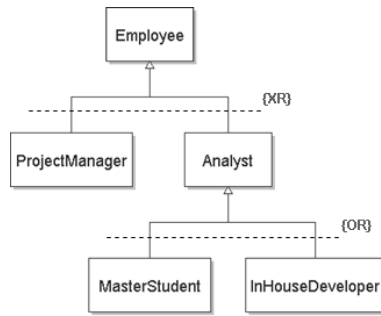 Employee
{XR}
ProjectManager
Analyst
{OR}
MasterStudent
InHouseDeveloper